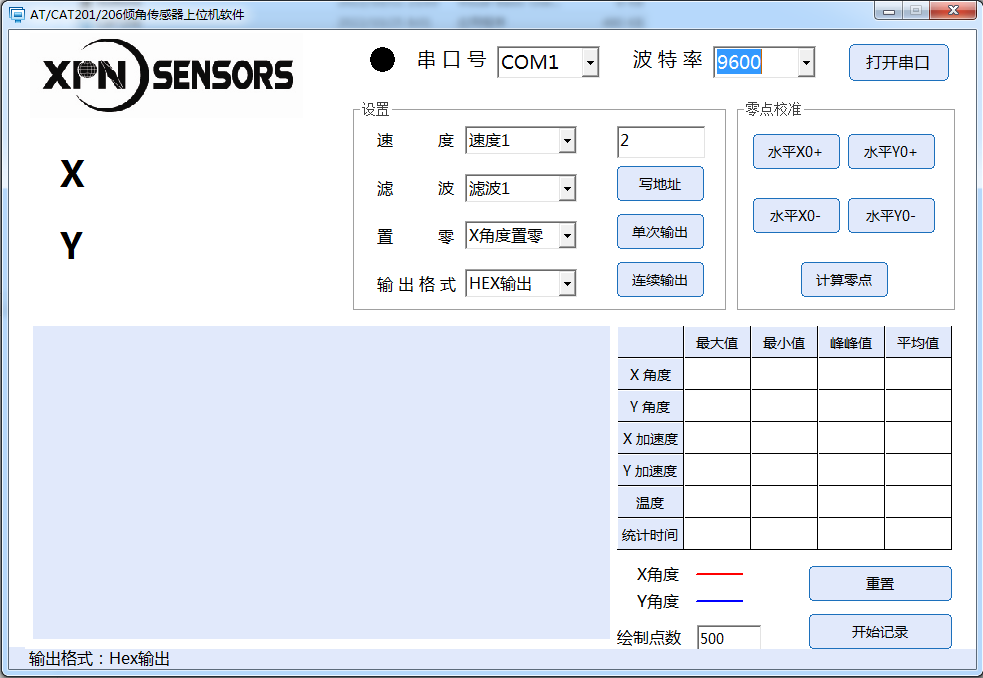 AT/CAT201/206倾角传感器上位机软件
XPN SENSORS
串口号 COM1 波特率 9600 打开串口
设置
速度 速度1 2
滤波 滤波1 写地址
置零 X角度置零 单次输出
输出格式 HEX输出 连续输出
零点校准
水平X0+ 水平Y0+
水平X0- 水平Y0-
计算零点
X
Y
最大值 最小值 峰峰值 平均值
X 角度
Y 角度
X 加速度
Y 加速度
温度
统计时间
X角度
Y角度
绘制点数 500
重置
开始记录
输出格式：Hex输出